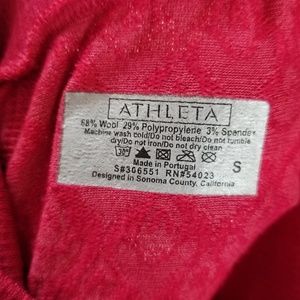 ATHLETA
68% Wool 29% Polypropylene 3% Spandex
Machine wash cold/Do not bleach/Do not tumble
dry/Do not iron/Do not dry clean
Made in Portugal
S
S#306551 RN#54023
Designed in Sonoma County, California